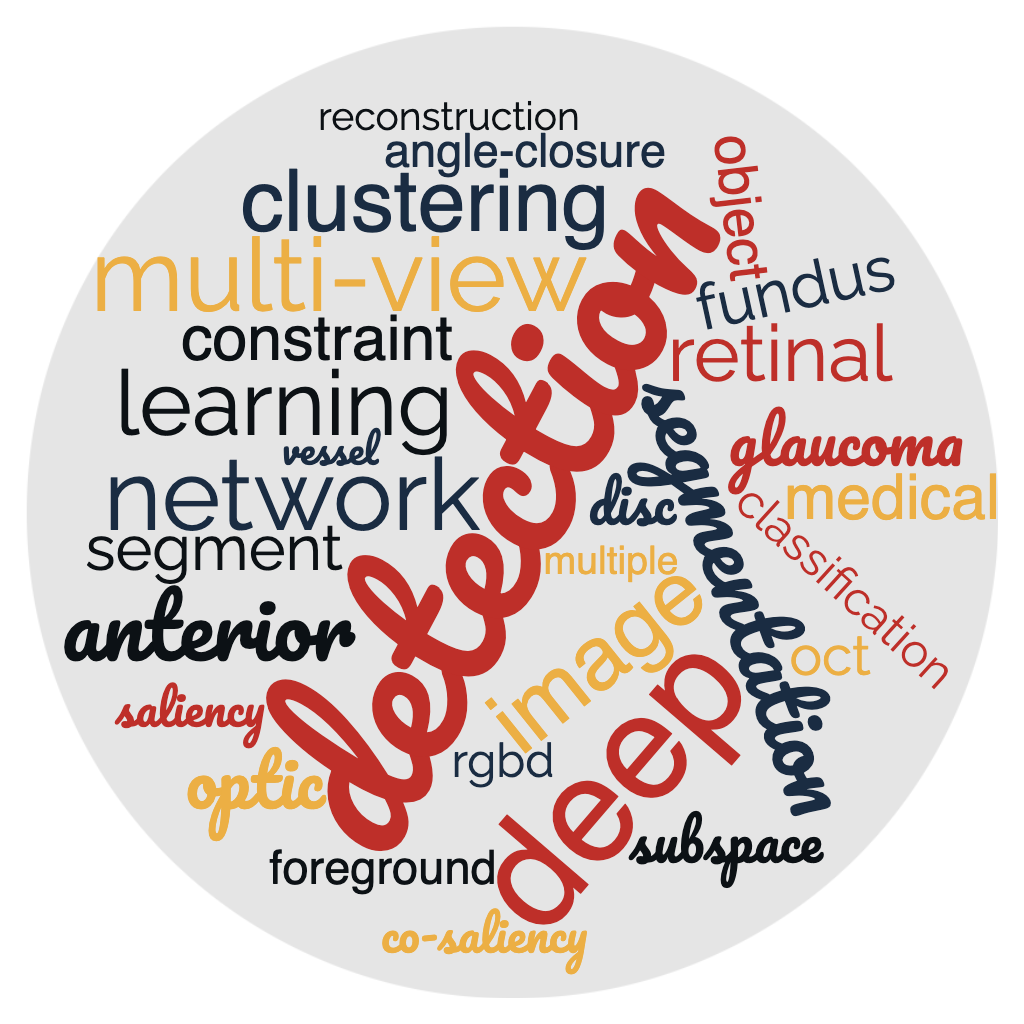 reconstruction
angle-closure
object
clustering
multi-view
fundus
constraint
retinal
learning
detection
segmentation
vessel
glaucoma
network
disc
medical
classification
segment
multiple
anterior
image
oct
saliency
deep
optic
rgbd
subspace
foreground
co-saliency